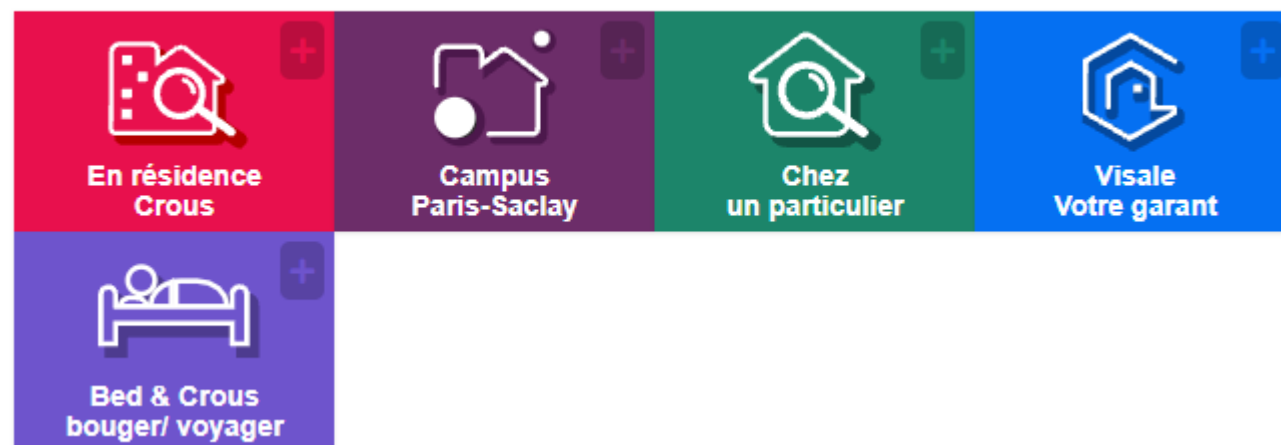 En résidence
Crous
Campus
Paris-Saclay
Chez
un particulier
Visale
Votre garant
Bed & Crous
bouger/ voyager